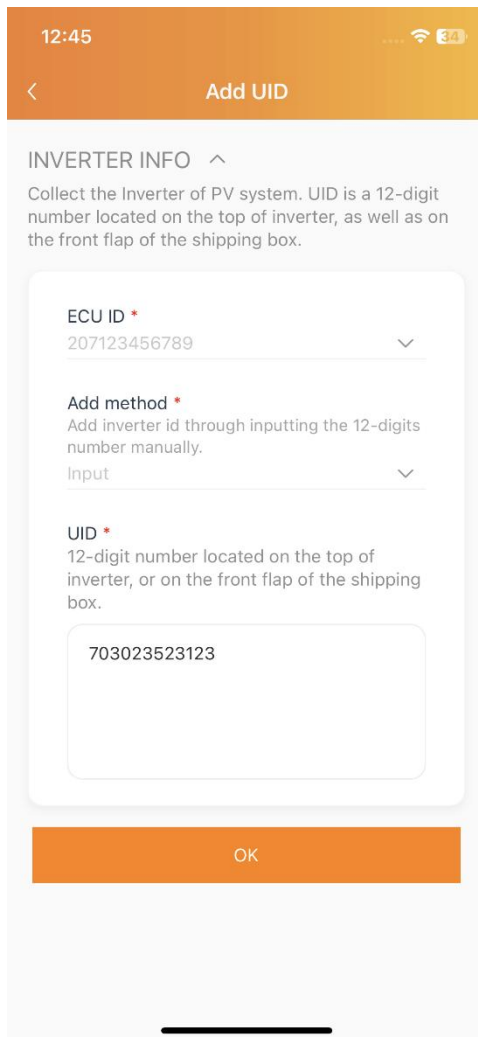 12:45
34
Add UID
INVERTER INFO
Collect the Inverter of PV system. UID is a 12-digit
number located on the top of inverter, as well as on
the front flap of the shipping box.
ECU ID *
207123456789
Add method *
Add inverter id through inputting the 12-digits
number manually.
Input
UID *
12-digit number located on the top of
inverter, or on the front flap of the shipping
box.
703023523123
OK